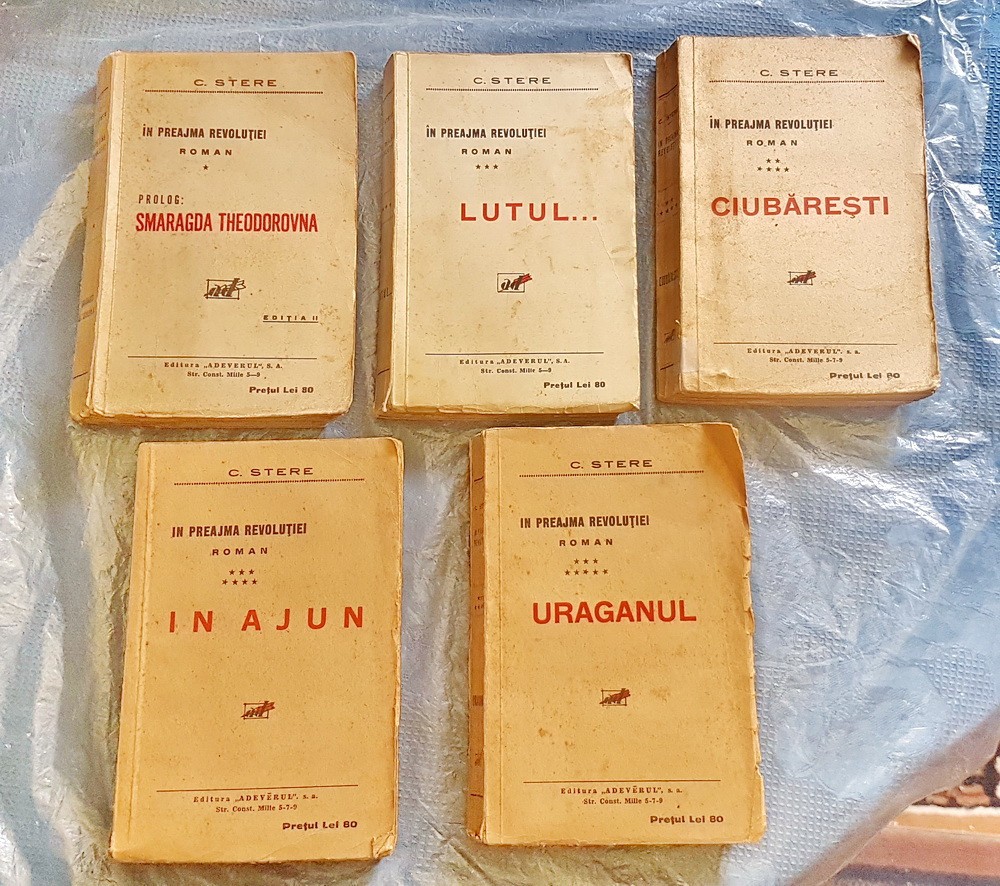 C. STERE
ÎN PREAJMA REVOLUȚIEI
ROMAN
*
PROLOG:
SMARAGDA THEODOROVNA
EDIȚIA II
Editura „ADEVERUL", S. A.
Str. Const. Mille 5—9
Prețul Lei 80
C. STERE
ÎN PREAJMA REVOLUȚIEI
ROMAN
***
LUTUL...
Editura „ADEVERUL", S. A.
Str. Const. Mille 5—9
Prețul Lei 80
C. STERE
ÎN PREAJMA REVOLUȚIEI
ROMAN
**
****
CIUBĂREȘTI
Editura „ADEVERUL", s. a.
Str. Const. Mille 5-7-9
Prețul Lei 80
C. STERE
IN PREAJMA REVOLUȚIEI
ROMAN
***
****
IN AJUN
Editura „ADEVĔRUL", s. a.
Str. Const. Mille 5-7-9
Prețul Lei 80
C. STERE
IN PREAJMA REVOLUȚIEI
ROMAN
***
*****
URAGANUL
Editura „ADEVĔRUL", s. a.
Str. Const. Mille 5-7-9
Prețul Lei 80